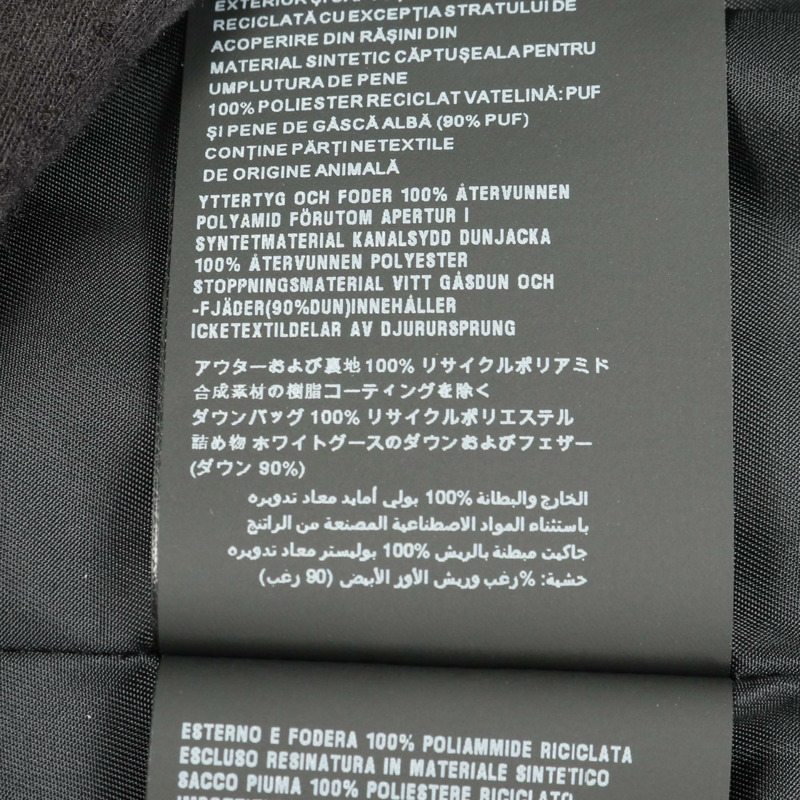 EXTERIOR ȘI
RECICLATĂ CU EXCEPȚIA STRATULUI DE
ACOPERIRE DIN RĂȘINI DIN
MATERIAL SINTETIC CĂPTUȘEALA PENTRU
UMPLUTURA DE PENE
100% POLIESTER RECICLAT VATELINĂ: PUF
ȘI PENE DE GÂSCĂ ALBĂ (90% PUF)
CONȚINE PĂRȚI NETEXTILE
DE ORIGINE ANIMALĂ
YTTERTYG OCH FODER 100% ÅTERVUNNEN
POLYAMID FÖRUTOM APERTUR I
SYNTETMATERIAL KANALSYDD DUNJACKA
100% ÅTERVUNNEN POLYESTER
STOPPNINGSMATERIAL VITT GÅSDUN OCH
-FJÄDER(90%DUN)INNEHÅLLER
ICKETEXTILDELAR AV DJURURSPRUNG
アウターおよび裏地 100% リサイクルポリアミド
合成素材の樹脂コーティングを除く
ダウンバッグ 100% リサイクルポリエステル
詰め物 ホワイトグースのダウンおよびフェザー
(ダウン 90%)
الخارج والبطانة %100 بولي أمايد معاد تدويره
باستثناء المواد الاصطناعية المصنعة من الراتنج
جاكيت مبطنة بالريش %100 بوليستر معاد تدويره
حشية: %رغب وريش الأوز الأبيض (90 رغب)
ESTERNO E FODERA 100% POLIAMMIDE RICICLATA
ESCLUSO RESINATURA IN MATERIALE SINTETICO
SACCO PIUMA 100% POLIESTERE RICICLATO